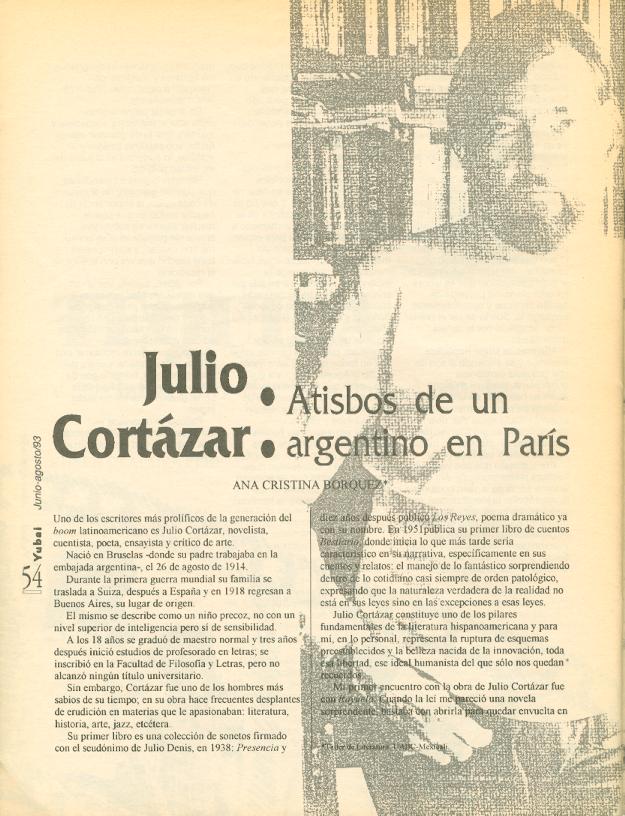 Julio
Cortázar:
Atisbos de un
argentino en París
ANA CRISTINA BORQUEZ*
Uno de los escritores más prolíficos de la generación del
boom latinoamericano es Julio Cortázar, novelista,
cuentista, poeta, ensayista y crítico de arte.
Nació en Bruselas -donde su padre trabajaba en la
embajada argentina-, el 26 de agosto de 1914.
Durante la primera guerra mundial su familia se
traslada a Suiza, después a España y en 1918 regresan a
Buenos Aires, su lugar de origen.
El mismo se describe como un niño precoz, no con un
nivel superior de inteligencia pero sí de sensibilidad.
A los 18 años se graduó de maestro normal y tres años
después inició estudios de profesorado en letras; se
inscribió en la Facultad de Filosofía y Letras, pero no
alcanzó ningún título universitario.
Sin embargo, Cortázar fue uno de los hombres más
sabios de su tiempo; en su obra hace frecuentes desplantes
de erudición en materias que le apasionaban: literatura,
historia, arte, jazz, etcétera.
Su primer libro es una colección de sonetos firmado
con el seudónimo de Julio Denis, en 1938: Presencia y
diez años después publicó Los Reyes, poema dramático ya
con su nombre. En 1951publica su primer libro de cuentos
Bestiario, donde inicia lo que más tarde sería
característico en su narrativa, específicamente en sus
cuentos y relatos: el manejo de lo fantástico sorprendiendo
dentro de lo cotidiano casi siempre de orden patológico,
expresando que la naturaleza verdadera de la realidad no
está en sus leyes sino en las excepciones a esas leyes.
Julio Cortázar constituye uno de los pilares
fundamentales de la literatura hispanoamericana y para
mí, en lo personal, representa la ruptura de esquemas
preestablecidos y la belleza nacida de la innovación, toda
esa libertad, ese ideal humanista del que sólo nos quedan
recuerdos.
Mi primer encuentro con la obra de Julio Cortázar fue
con Rayuela. Cuando la leí me pareció una novela
sorprendente, bastaba con abrirla para quedar envuelta en
*Taller de Literatura, UABC-Mexicali
54 Yubai Junio-agosto/93